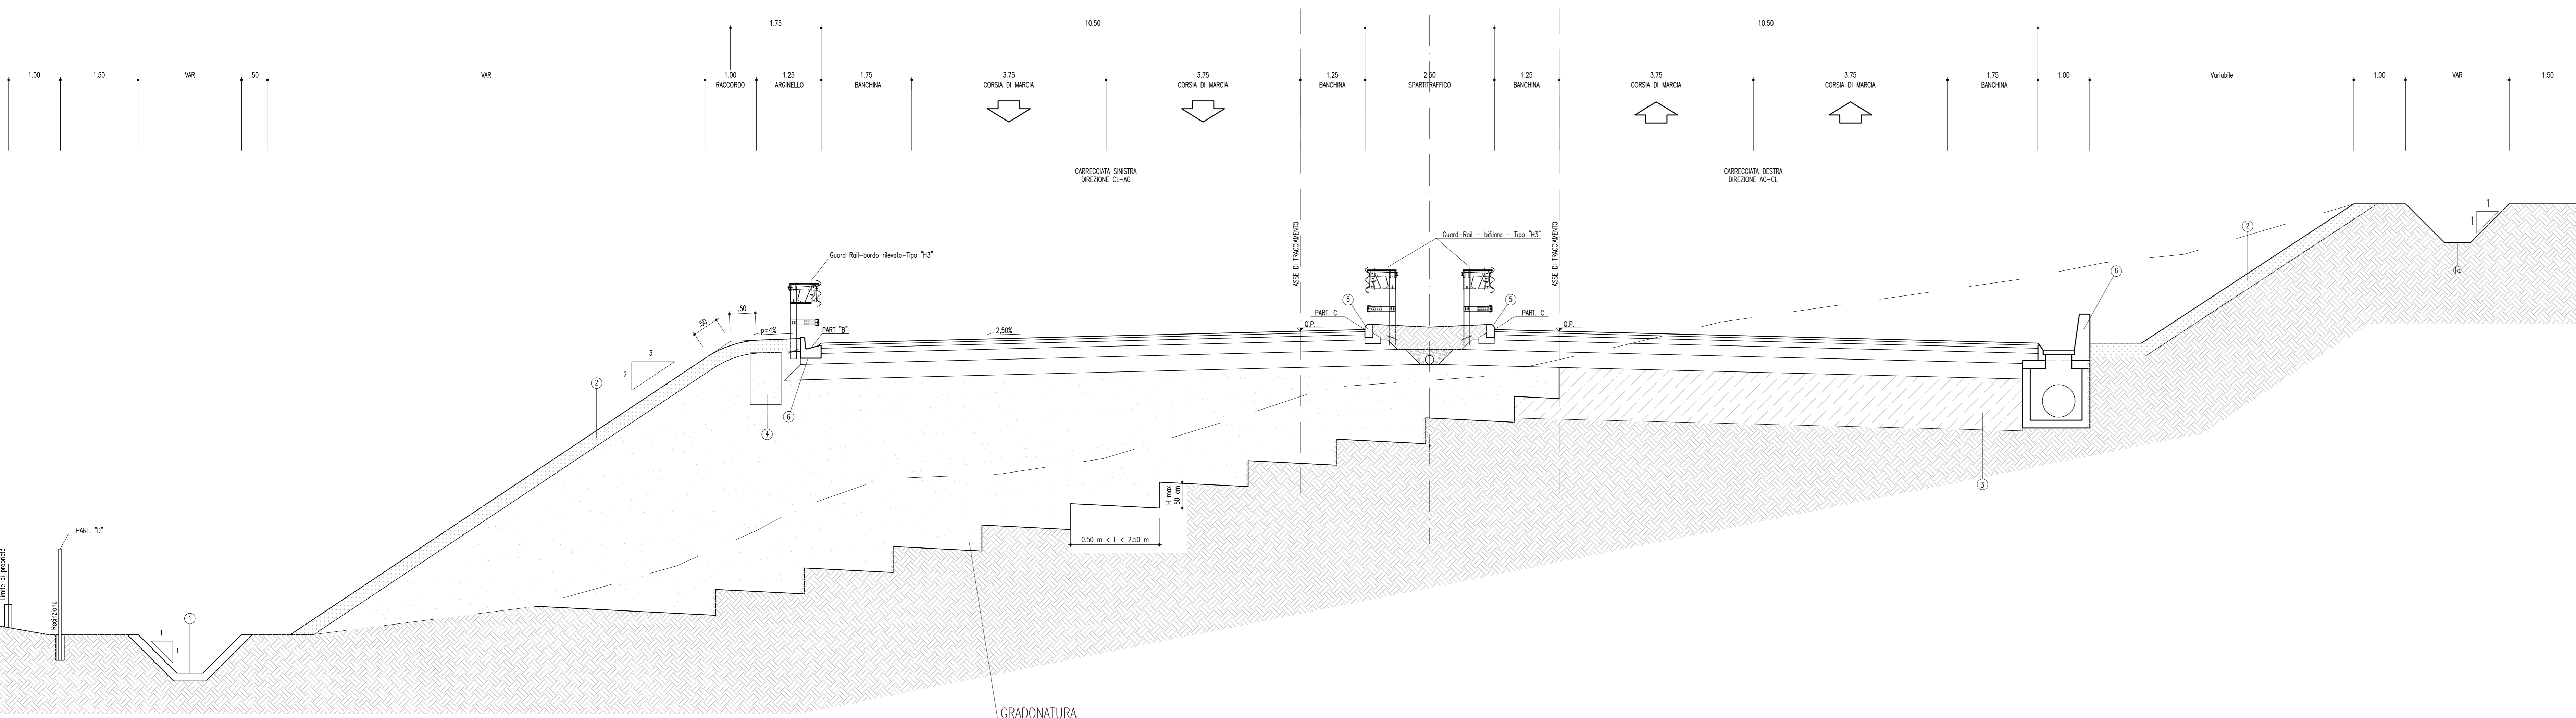 1.75
10.50
10.50
1.00
1.50
VAR
.50
VAR
1.00
RACCORDO
1.25
ARGINELLO
1.75
BANCHINA
3.75
CORSIA DI MARCIA
3.75
CORSIA DI MARCIA
1.25
BANCHINA
2.50
SPARTITRAFFICO
1.25
BANCHINA
3.75
CORSIA DI MARCIA
3.75
CORSIA DI MARCIA
1.75
BANCHINA
1.00
Variabile
1.00
VAR
1.50
CARREGGIATA SINISTRA
DIREZIONE CL-AG
CARREGGIATA DESTRA
DIREZIONE AG-CL
ASSE DI TRACCIAMENTO
ASSE DI TRACCIAMENTO
Guard Rail-bordo rilevato-Tipo "H3"
Guard-Rail - bifilare - Tipo "H3"
1
1
2
6
5
5
PART. C
PART. C
Q.P.
Q.P.
.50
.50
p=4%
PART "B"
2,50%
3
2
2
4
6
3
H max
50 cm
0.50 m < L < 2.50 m
PART. "D"
Limite di proprietà
Recinzione
1
1
1
GRADONATURA